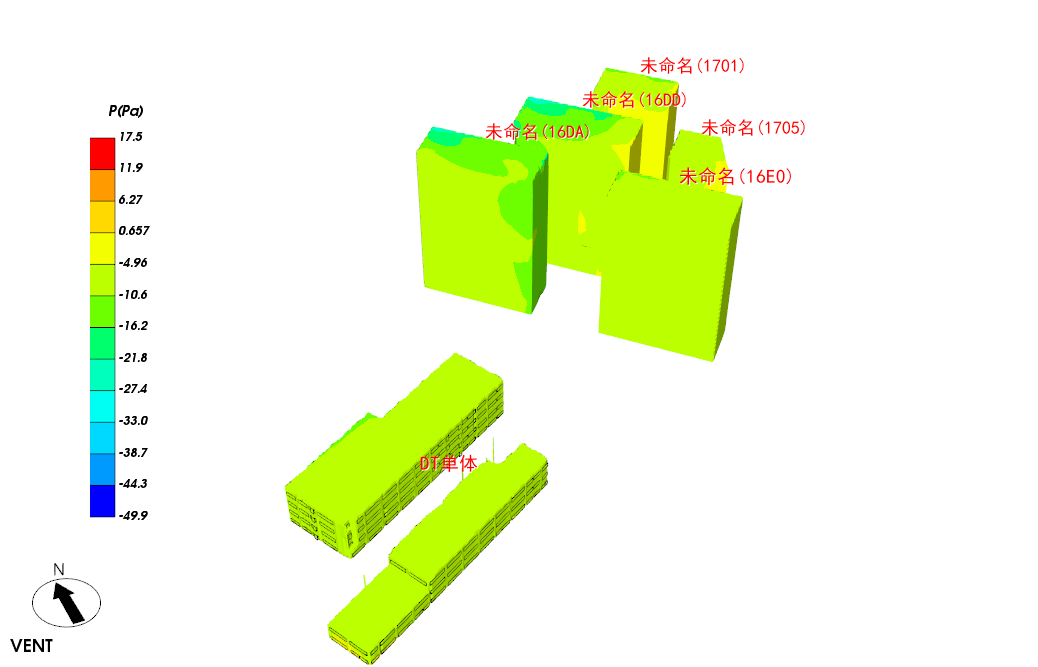 未命名(1701)
未命名(16DD)
P(Pa)
未命名(1705)
未命名(16DA)
17.5
11.9
未命名(16E0)
6.27
0.657
-4.96
-10.6
-16.2
-21.8
-27.4
-33.0
-38.7
DT单体
-44.3
-49.9
N
VENT